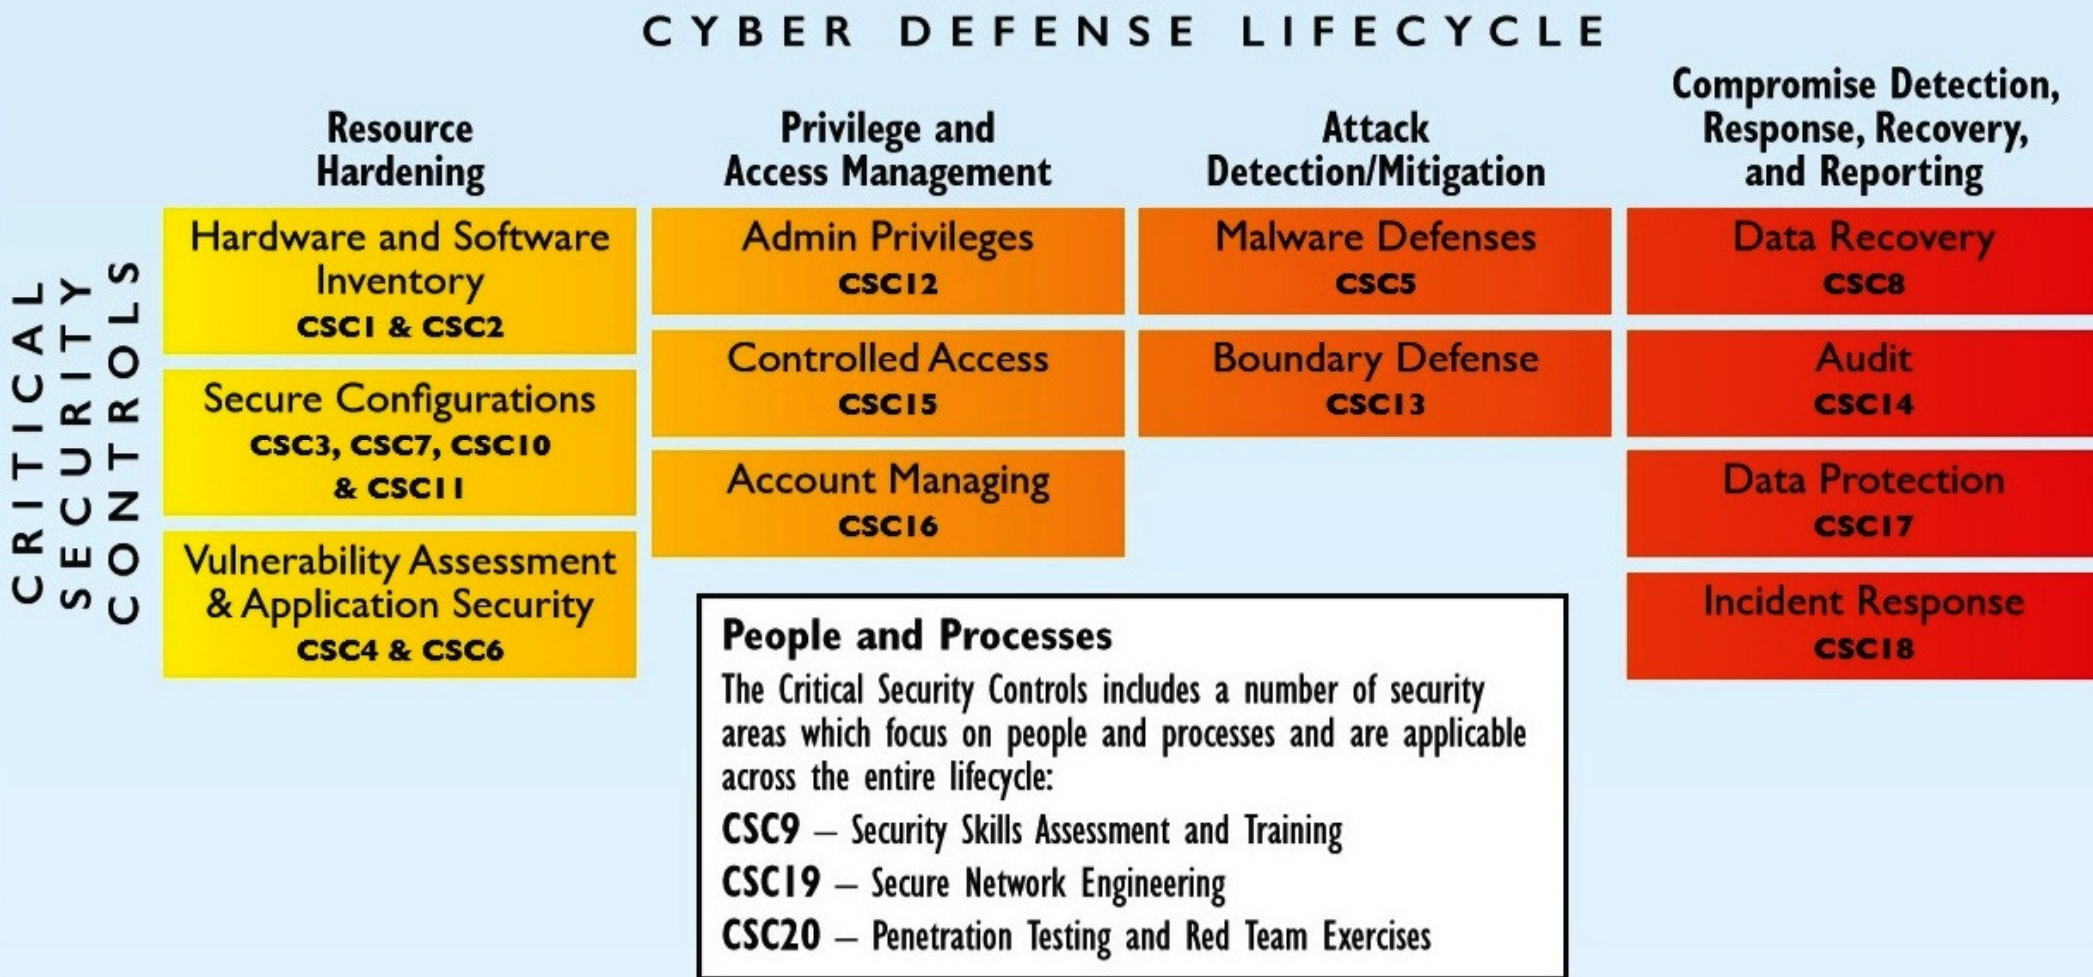 CYBER DEFENSE LIFECYCLE
CRITICAL
SECURITY
CONTROLS
Resource
Hardening
Hardware and Software
Inventory
CSC1 & CSC2
Secure Configurations
CSC3, CSC7, CSC10
& CSC11
Vulnerability Assessment
& Application Security
CSC4 & CSC6
Privilege and
Access Management
Admin Privileges
CSC12
Controlled Access
CSC15
Account Managing
CSC16
Attack
Detection/Mitigation
Malware Defenses
CSC5
Boundary Defense
CSC13
Compromise Detection,
Response, Recovery,
and Reporting
Data Recovery
CSC8
Audit
CSC14
Data Protection
CSC17
Incident Response
CSC18
People and Processes
The Critical Security Controls includes a number of security
areas which focus on people and processes and are applicable
across the entire lifecycle:
CSC9 – Security Skills Assessment and Training
CSC19 – Secure Network Engineering
CSC20 – Penetration Testing and Red Team Exercises